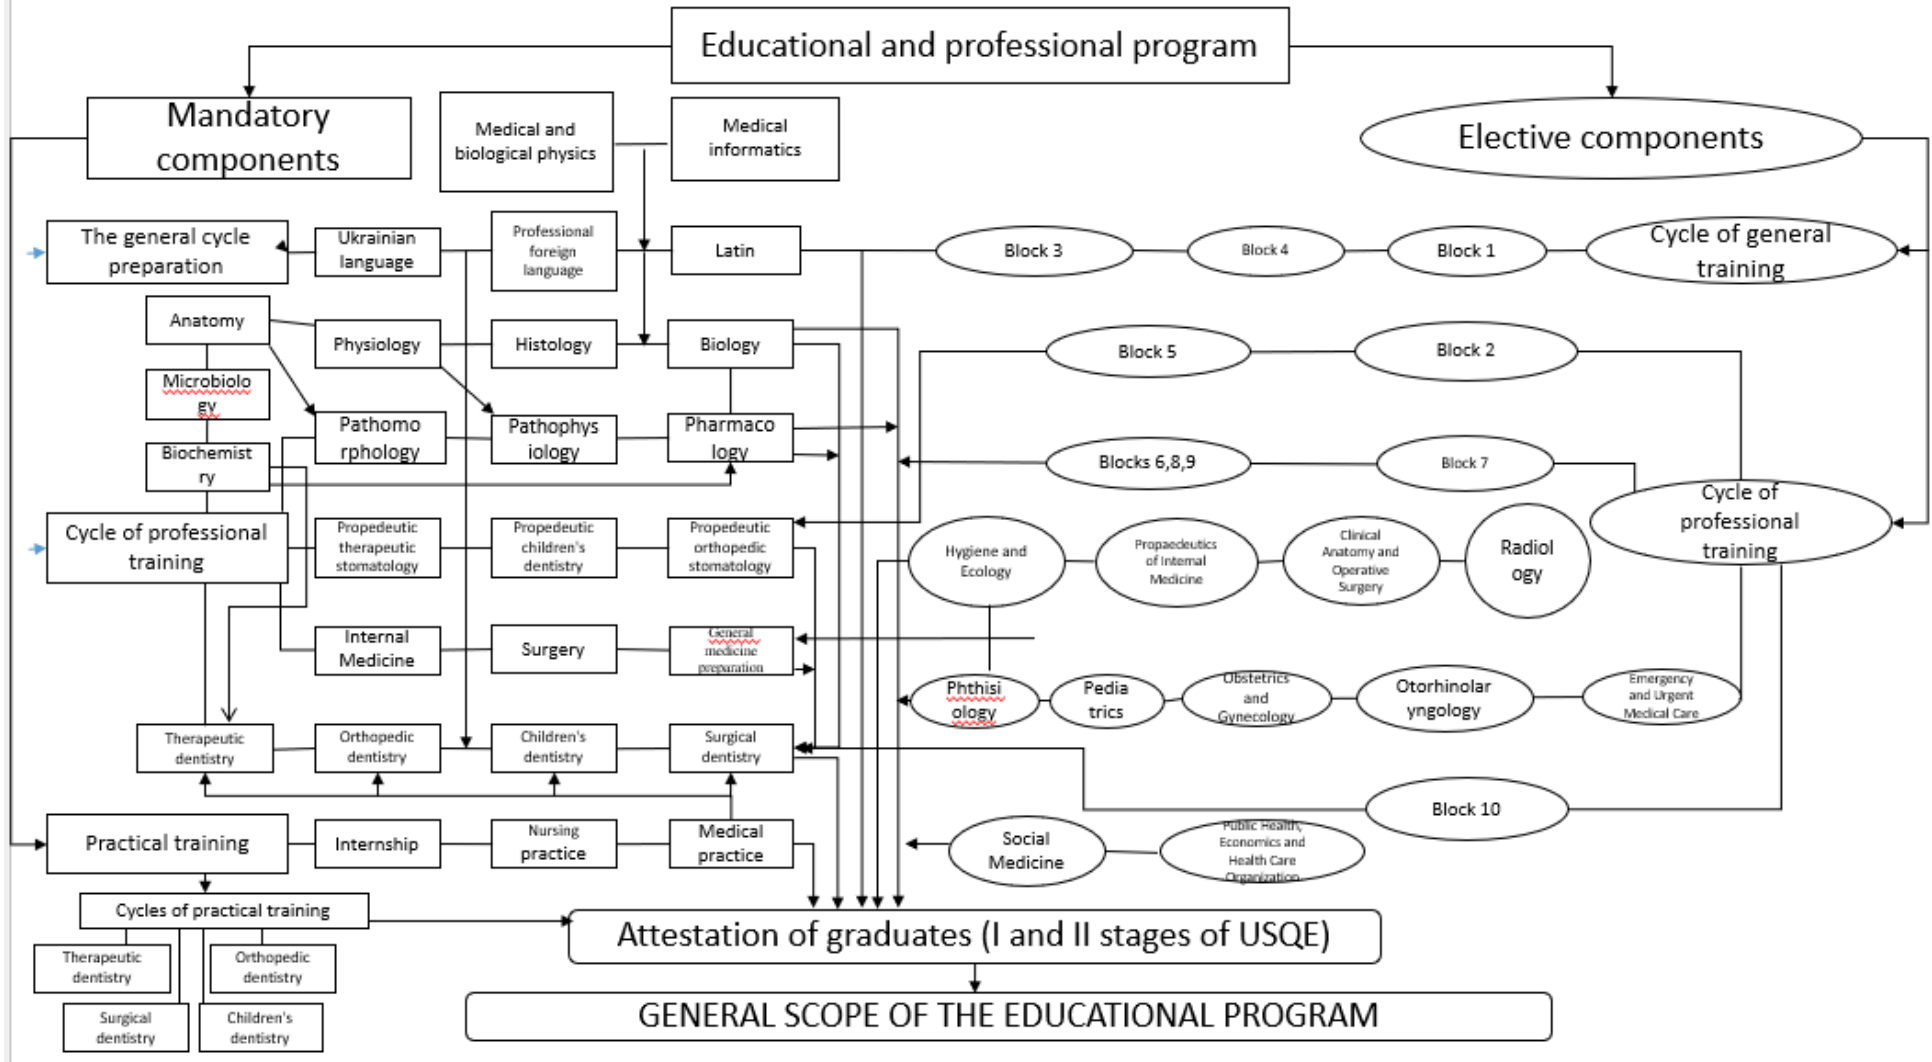 Educational and professional program
Mandatory
components
Medical and
biological physics
Medical
informatics
Elective components
The general cycle
preparation
Ukrainian
language
Professional
foreign
language
Latin
Block 3
Block 4
Block 1
Cycle of general
training
Anatomy
Physiology
Histology
Biology
Block 5
Block 2
Microbiolo
gy
Pathomo
rphology
Pathophys
iology
Pharmaco
logy
Biochemist
ry
Blocks 6,8,9
Block 7
Cycle of
professional
training
Cycle of professional
training
Propedeutic
therapeutic
stomatology
Propedeutic
children's
dentistry
Propedeutic
orthopedic
stomatology
Hygiene and
Ecology
Propaedeutics
of Internal
Medicine
Clinical
Anatomy and
Operative
Surgery
Radiol
ogy
Internal
Medicine
Surgery
General
medicine
preparation
Phthisi
ology
Pedia
trics
Obstetrics
and
Gynecology
Otorhinolar
yngology
Emergency
and Urgent
Medical Care
Therapeutic
dentistry
Orthopedic
dentistry
Children's
dentistry
Surgical
dentistry
Block 10
Practical training
Internship
Nursing
practice
Medical
practice
Social
Medicine
Public Health,
Economics and
Health Care
Organization
Cycles of practical training
Attestation of graduates (I and II stages of USQE)
Therapeutic
dentistry
Orthopedic
dentistry
Surgical
dentistry
Children's
dentistry
GENERAL SCOPE OF THE EDUCATIONAL PROGRAM